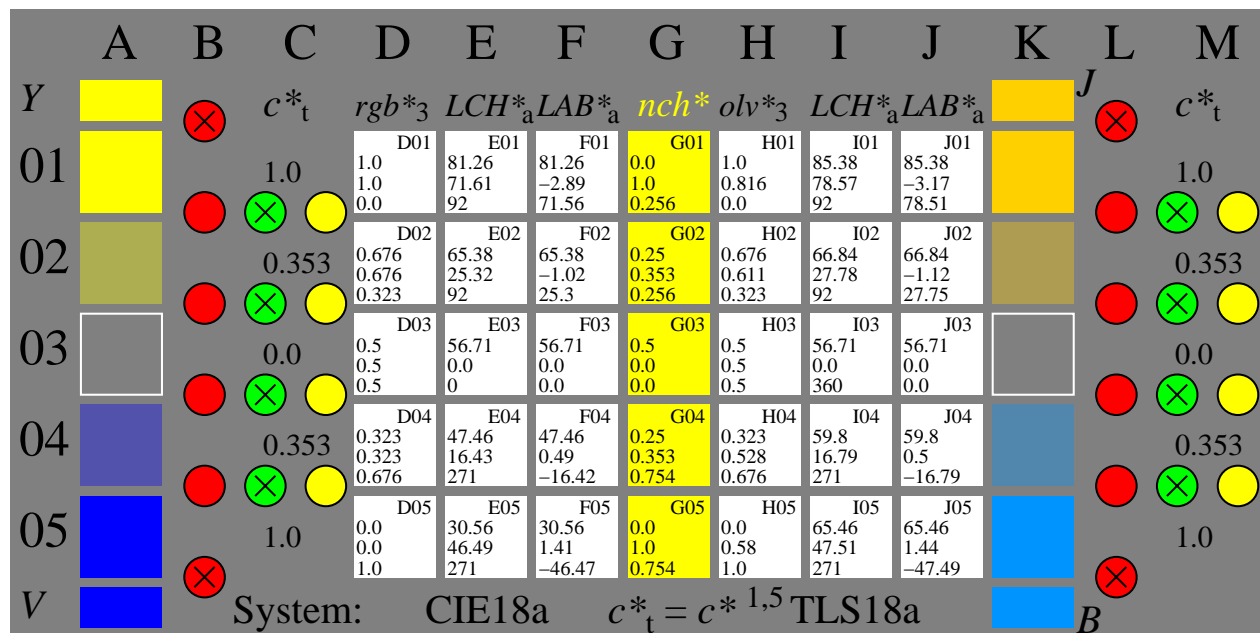 A B C D E F G H I J K L M
Y c*t rgb*3 LCH*a LAB*a nch* olv*3 LCH*a LAB*a J c*t
01 1.0 1.0
D01 E01 F01 G01 H01 I01 J01
1.0 81.26 81.26 0.0 1.0 85.38 85.38
1.0 71.61 −2.89 1.0 0.816 78.57 −3.17
0.0 92 71.56 0.256 0.0 92 78.51
02 0.353 0.353
D02 E02 F02 G02 H02 I02 J02
0.676 65.38 65.38 0.25 0.676 66.84 66.84
0.676 25.32 −1.02 0.353 0.611 27.78 −1.12
0.323 92 25.3 0.256 0.323 92 27.75
03 0.0 0.0
D03 E03 F03 G03 H03 I03 J03
0.5 56.71 56.71 0.5 0.5 56.71 56.71
0.5 0.0 0.0 0.0 0.5 0.0 0.0
0.5 0 0.0 0.0 0.5 360 0.0
04 0.353 0.353
D04 E04 F04 G04 H04 I04 J04
0.323 47.46 47.46 0.25 0.323 59.8 59.8
0.323 16.43 0.49 0.353 0.528 16.79 0.5
0.676 271 −16.42 0.754 0.676 271 −16.79
05 1.0 1.0
D05 E05 F05 G05 H05 I05 J05
0.0 30.56 30.56 0.0 0.0 65.46 65.46
0.0 46.49 1.41 1.0 0.58 47.51 1.44
1.0 271 −46.47 0.754 1.0 271 −47.49
V System: CIE18a c*t = c* 1,5 TLS18a B